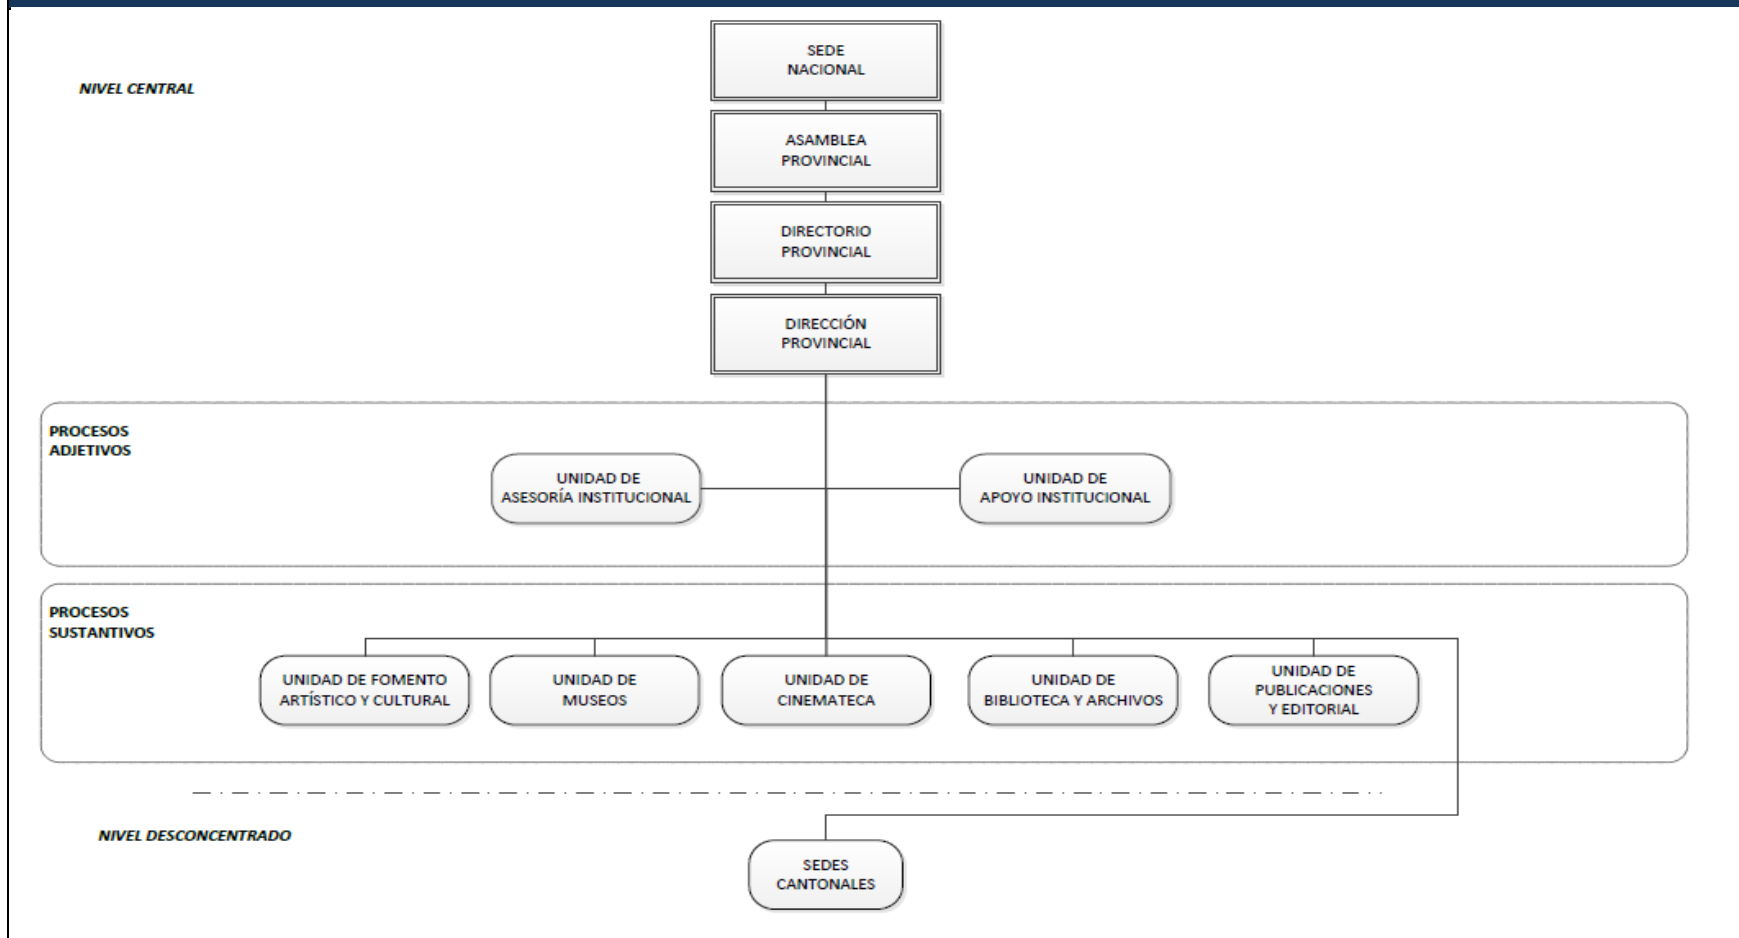 SEDE
NACIONAL
NIVEL CENTRAL
ASAMBLEA
PROVINCIAL
DIRECTORIO
PROVINCIAL
DIRECCIÓN
PROVINCIAL
PROCESOS
ADJETIVOS
UNIDAD DE
ASESORÍA INSTITUCIONAL
UNIDAD DE
APOYO INSTITUCIONAL
PROCESOS
SUSTANTIVOS
UNIDAD DE FOMENTO
ARTÍSTICO Y CULTURAL
UNIDAD DE
MUSEOS
UNIDAD DE
CINEMATECA
UNIDAD DE
BIBLIOTECA Y ARCHIVOS
UNIDAD DE
PUBLICACIONES
Y EDITORIAL
NIVEL DESCONCENTRADO
SEDES
CANTONALES